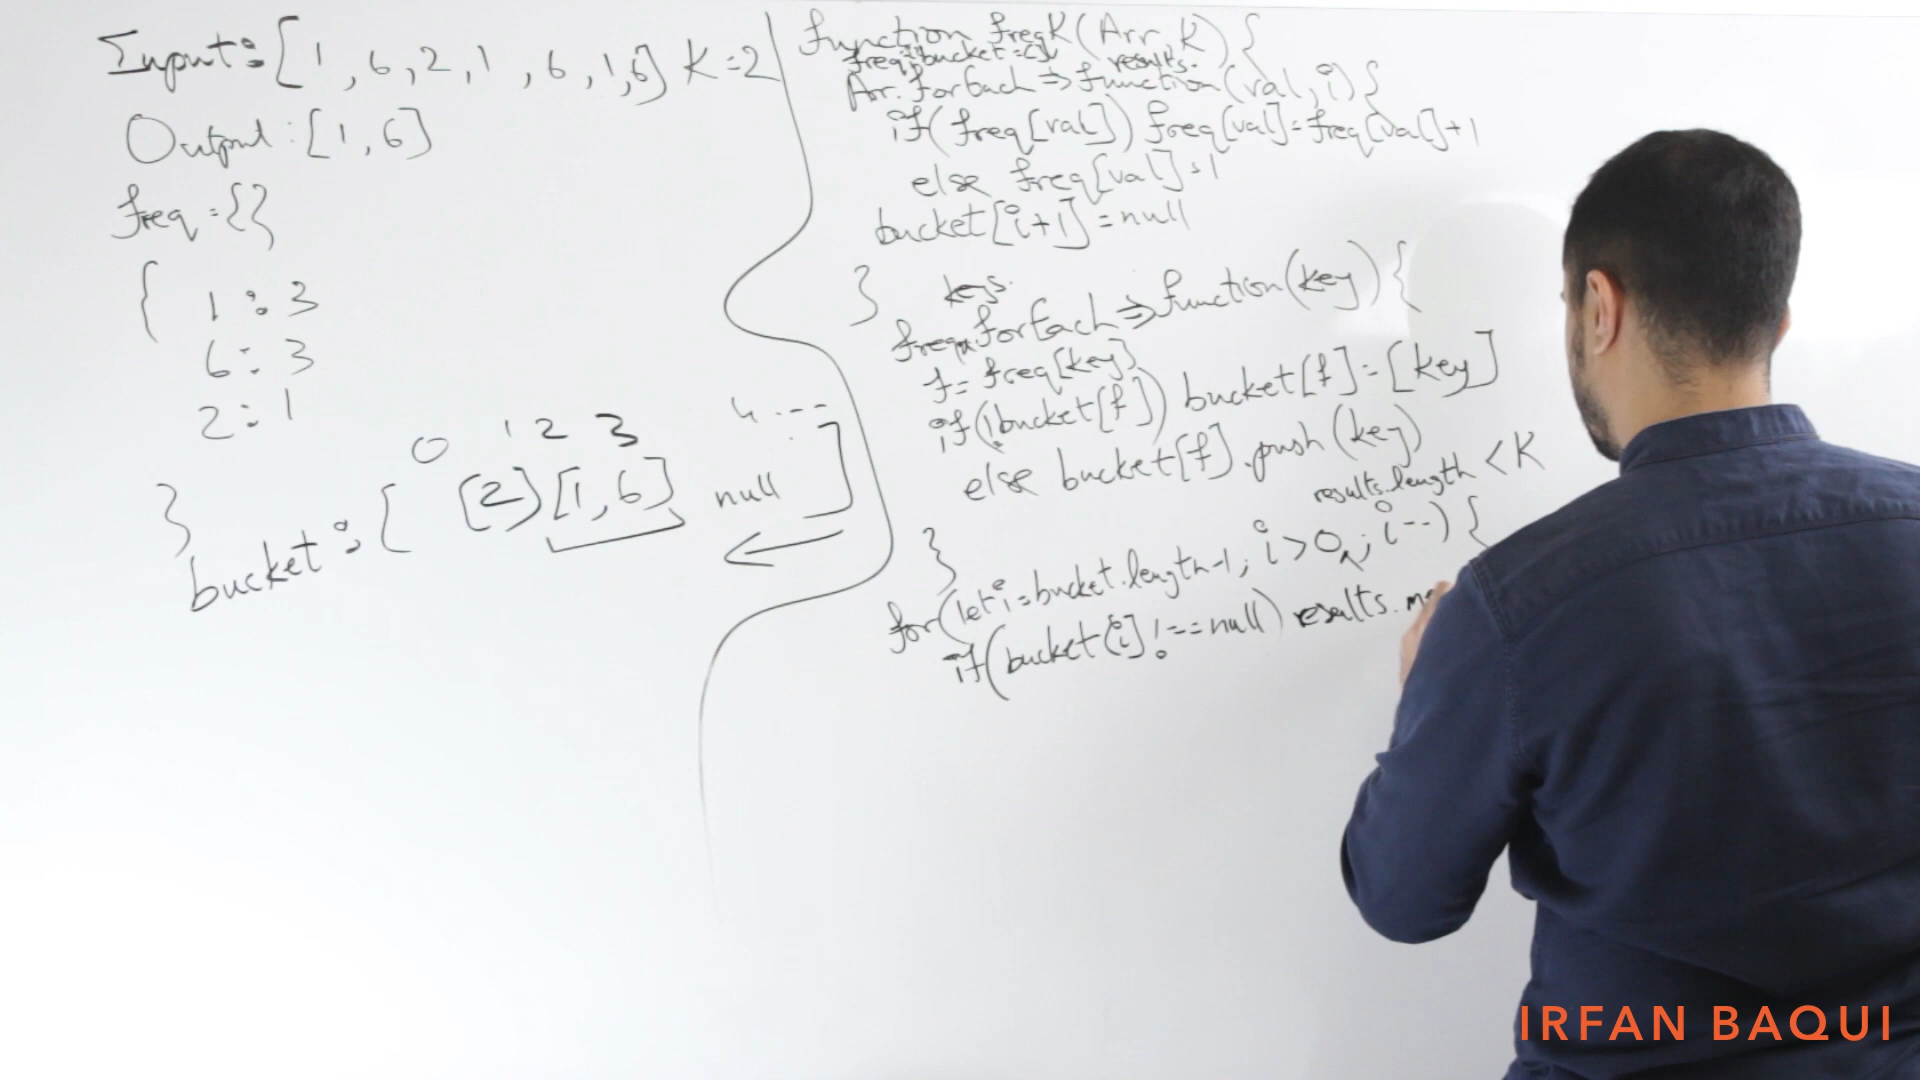 Input:[1,6,2,1,6,1,6] K=2
Output:[1,6]
freq={}
{
1:3
6:3
2:1
}
0 1 2 3 4...
bucket:[ [2][1,6] null ]
function freqK(Arr, K) {
freq={} bucket=[] results.
Arr.forEach=>function(val,i){
if(freq[val]) freq[val]=freq[val]+1
else freq[val]=1
bucket[i+1]=null
}
keys.
freq.forEach=>function(key){
f=freq[key]
if(!bucket[f]) bucket[f]=[key]
else bucket[f].push(key)
}
results.length<K
for(let i=bucket.length-1; i>0; i--) {
if(bucket[i]!==null) results.
IRFAN BAQUI